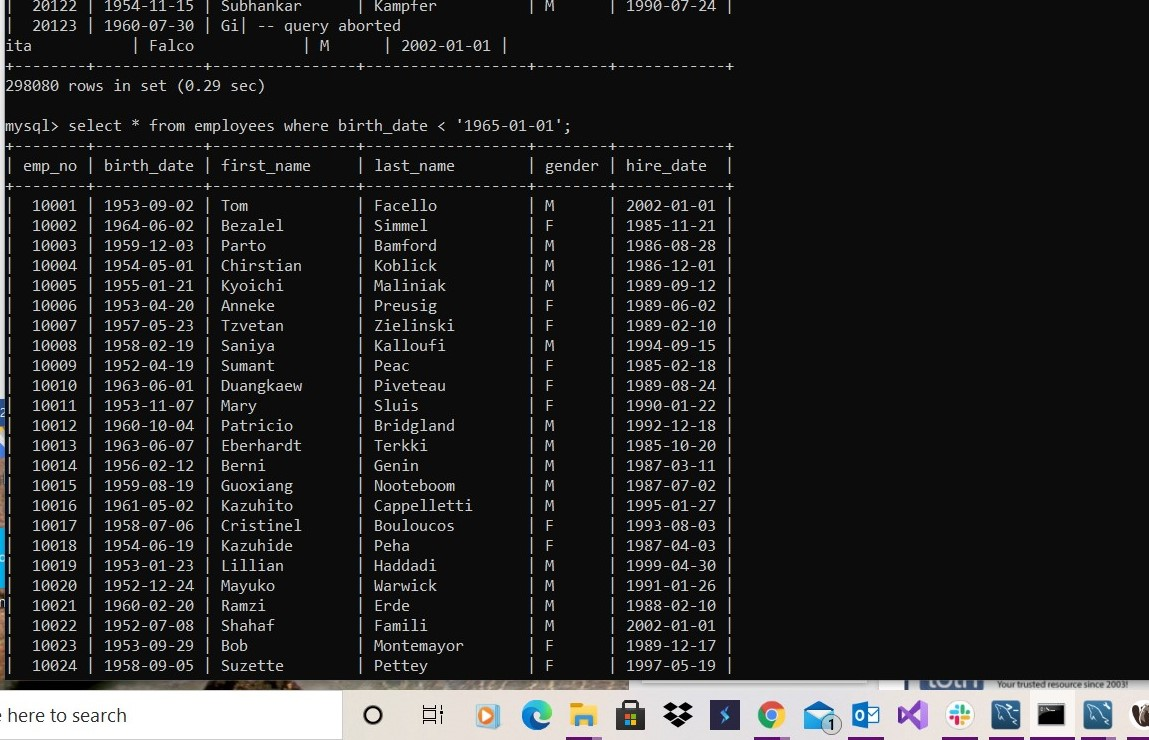 | 20122 | 1954-11-15 | Subhankar | Kampfer | M | 1990-07-24 |
| 20123 | 1960-07-30 | Gi| -- query aborted
ita | Falco | M | 2002-01-01 |
+--------+------------+----------------+------------------+--------+------------+
298080 rows in set (0.29 sec)
mysql> select * from employees where birth_date < '1965-01-01';
+--------+------------+----------------+------------------+--------+------------+
| emp_no | birth_date | first_name | last_name | gender | hire_date |
+--------+------------+----------------+------------------+--------+------------+
| 10001 | 1953-09-02 | Tom | Facello | M | 2002-01-01 |
| 10002 | 1964-06-02 | Bezalel | Simmel | F | 1985-11-21 |
| 10003 | 1959-12-03 | Parto | Bamford | M | 1986-08-28 |
| 10004 | 1954-05-01 | Chirstian | Koblick | M | 1986-12-01 |
| 10005 | 1955-01-21 | Kyoichi | Maliniak | M | 1989-09-12 |
| 10006 | 1953-04-20 | Anneke | Preusig | F | 1989-06-02 |
| 10007 | 1957-05-23 | Tzvetan | Zielinski | F | 1989-02-10 |
| 10008 | 1958-02-19 | Saniya | Kalloufi | M | 1994-09-15 |
| 10009 | 1952-04-19 | Sumant | Peac | F | 1985-02-18 |
| 10010 | 1963-06-01 | Duangkaew | Piveteau | F | 1989-08-24 |
| 10011 | 1953-11-07 | Mary | Sluis | F | 1990-01-22 |
| 10012 | 1960-10-04 | Patricio | Bridgland | M | 1992-12-18 |
| 10013 | 1963-06-07 | Eberhardt | Terkki | M | 1985-10-20 |
| 10014 | 1956-02-12 | Berni | Genin | M | 1987-03-11 |
| 10015 | 1959-08-19 | Guoxiang | Nooteboom | M | 1987-07-02 |
| 10016 | 1961-05-02 | Kazuhito | Cappelletti | M | 1995-01-27 |
| 10017 | 1958-07-06 | Cristinel | Bouloucos | F | 1993-08-03 |
| 10018 | 1954-06-19 | Kazuhide | Peha | F | 1987-04-03 |
| 10019 | 1953-01-23 | Lillian | Haddadi | M | 1999-04-30 |
| 10020 | 1952-12-24 | Mayuko | Warwick | M | 1991-01-26 |
| 10021 | 1960-02-20 | Ramzi | Erde | M | 1988-02-10 |
| 10022 | 1952-07-08 | Shahaf | Famili | M | 2002-01-01 |
| 10023 | 1953-09-29 | Bob | Montemayor | F | 1989-12-17 |
| 10024 | 1958-09-05 | Suzette | Pettey | F | 1997-05-19 |
Your trusted resource since 2003!
here to search
1